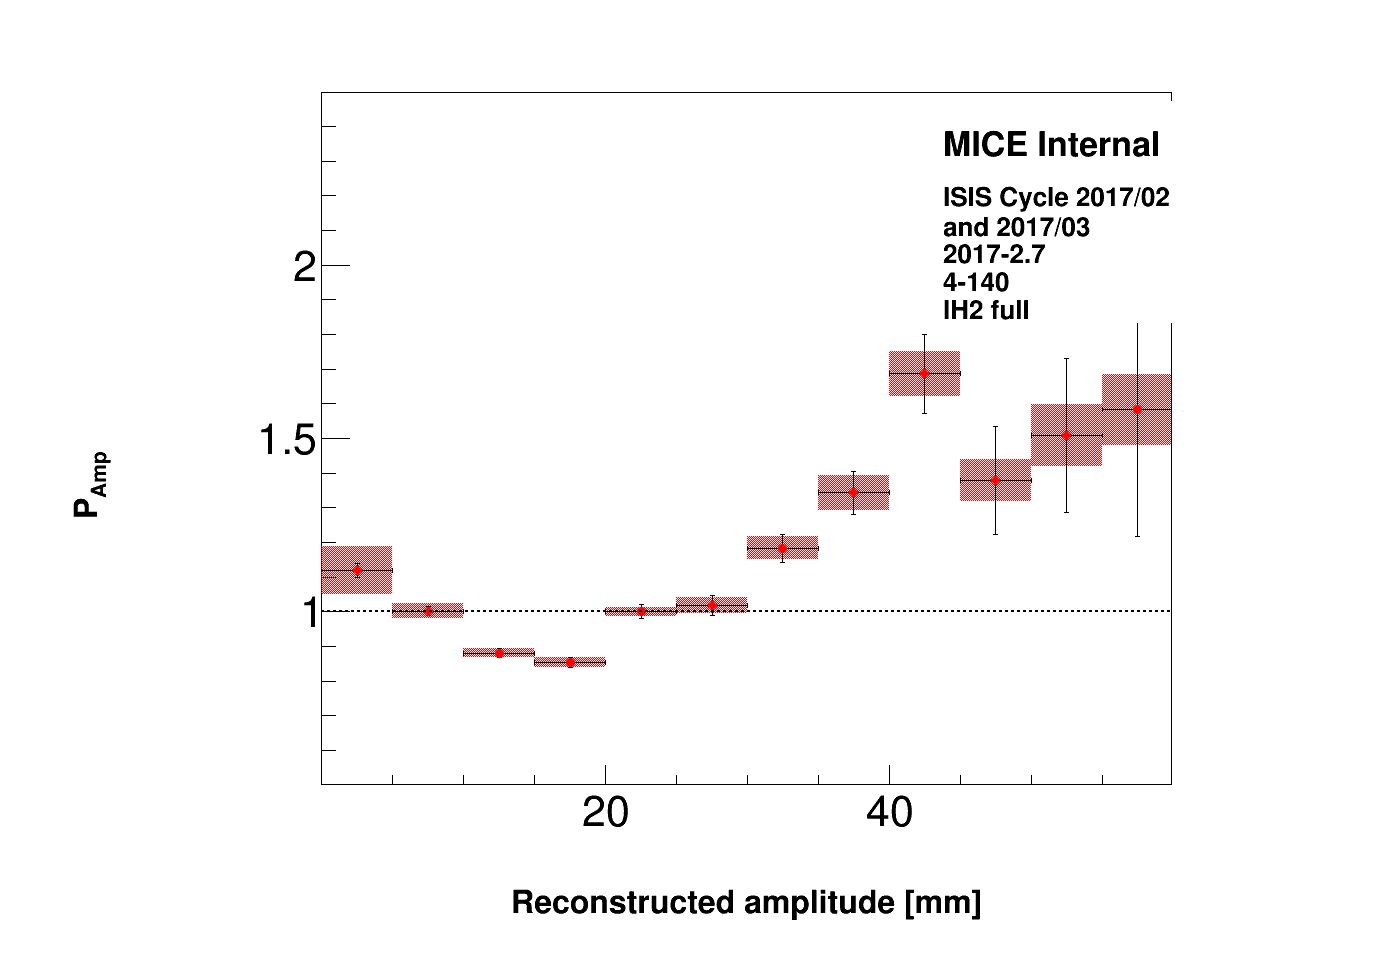 MICE Internal
ISIS Cycle 2017/02
and 2017/03
2017-2.7
4-140
IH2 full
2
1.5
1
P_Amp
20 40
Reconstructed amplitude [mm]